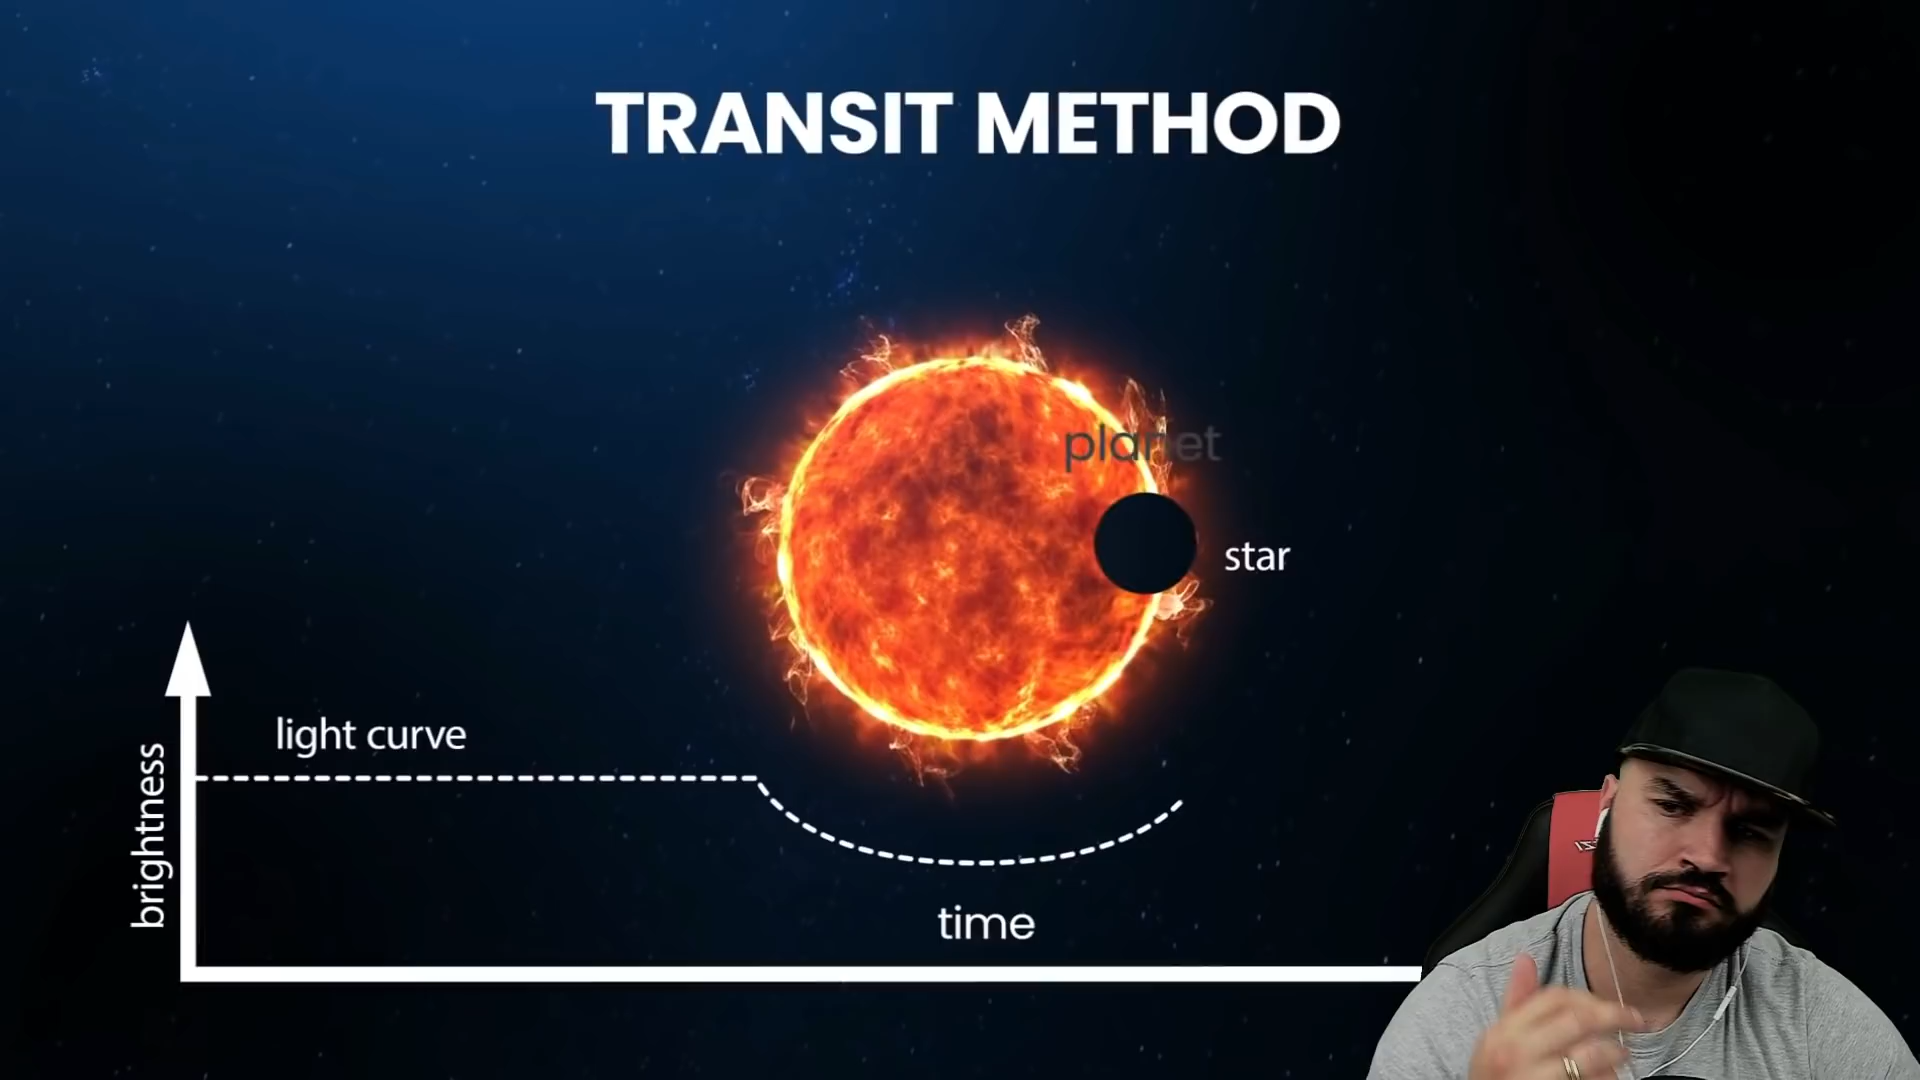 TRANSIT METHOD
planet
star
light curve
brightness
time